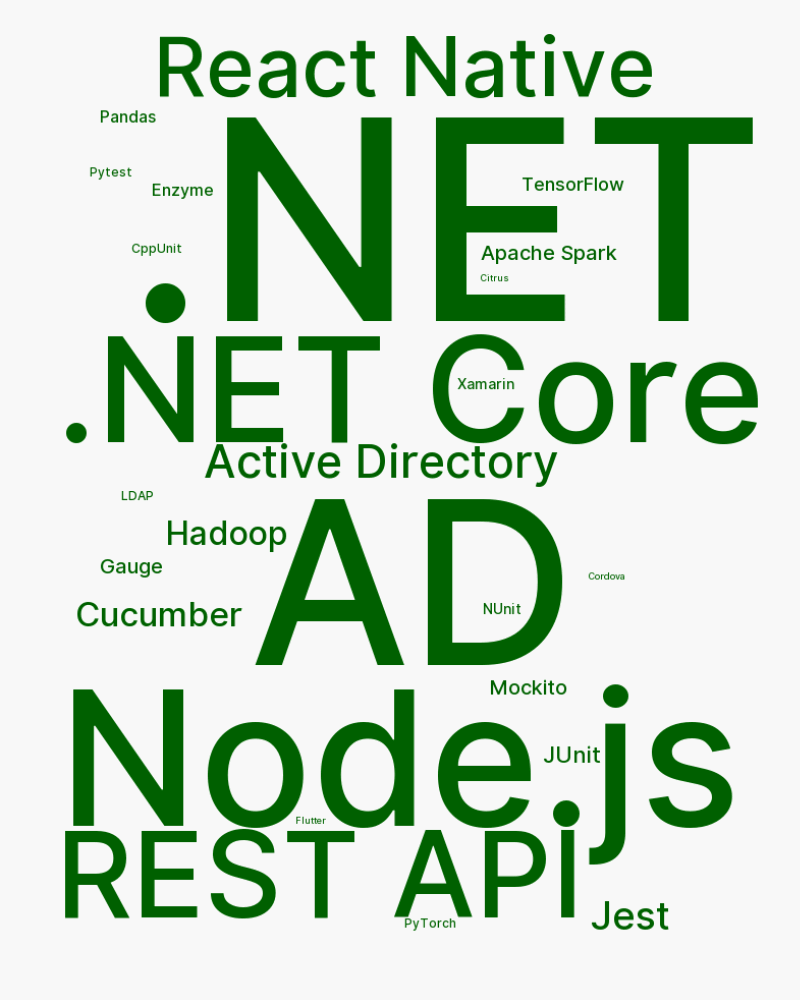 React Native
Pandas
.NET
Pytest
TensorFlow
Enzyme
CppUnit
Apache Spark
Citrus
.NET Core
Xamarin
Active Directory
LDAP
AD
Hadoop
Gauge
Cordova
NUnit
Cucumber
Mockito
Node.js
JUnit
Flutter
REST API
Jest
PyTorch